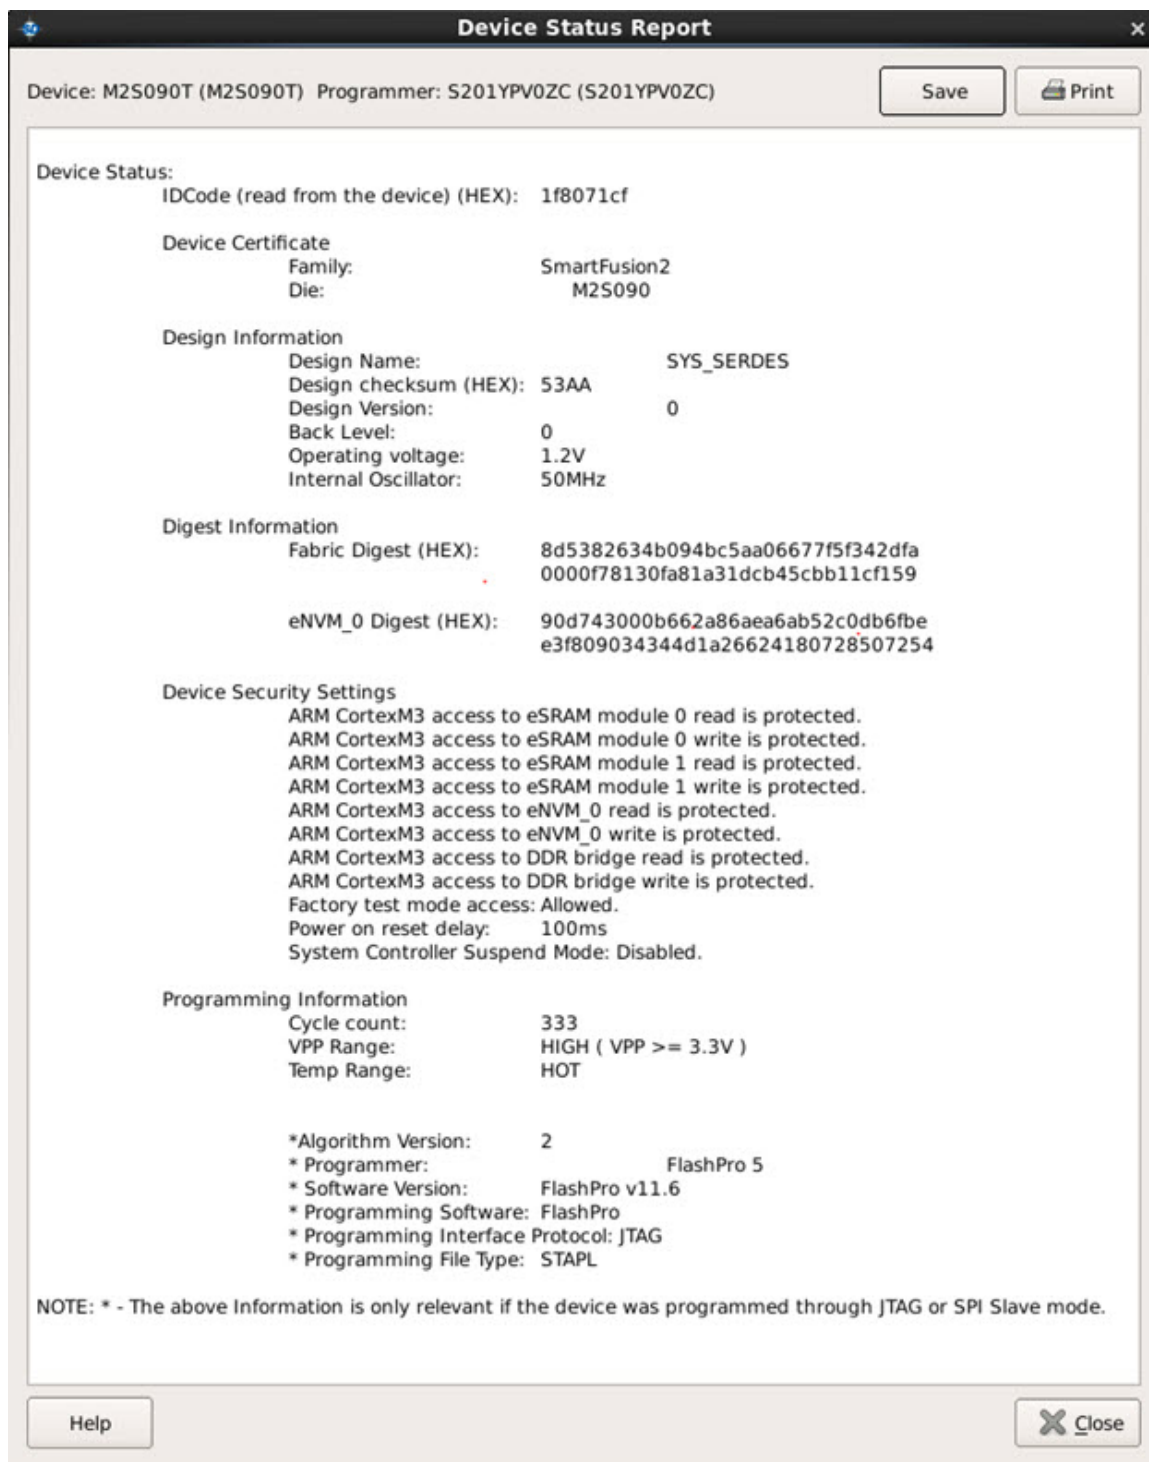 Device Status Report
Device: M2S090T (M2S090T) Programmer: S201YPV0ZC (S201YPV0ZC)
Save
Print
Device Status:
IDCode (read from the device) (HEX): 1f8071cf
Device Certificate
Family: SmartFusion2
Die: M2S090
Design Information
Design Name: SYS_SERDES
Design checksum (HEX): 53AA
Design Version: 0
Back Level: 0
Operating voltage: 1.2V
Internal Oscillator: 50MHz
Digest Information
Fabric Digest (HEX): 8d5382634b094bc5aa06677f5f342dfa
0000f78130fa81a31dcb45cbb11cf159
eNVM_0 Digest (HEX): 90d743000b662a86aea6ab52c0db6fbe
e3f809034344d1a26624180728507254
Device Security Settings
ARM CortexM3 access to eSRAM module 0 read is protected.
ARM CortexM3 access to eSRAM module 0 write is protected.
ARM CortexM3 access to eSRAM module 1 read is protected.
ARM CortexM3 access to eSRAM module 1 write is protected.
ARM CortexM3 access to eNVM_0 read is protected.
ARM CortexM3 access to eNVM_0 write is protected.
ARM CortexM3 access to DDR bridge read is protected.
ARM CortexM3 access to DDR bridge write is protected.
Factory test mode access: Allowed.
Power on reset delay: 100ms
System Controller Suspend Mode: Disabled.
Programming Information
Cycle count: 333
VPP Range: HIGH ( VPP >= 3.3V )
Temp Range: HOT
*Algorithm Version: 2
* Programmer: FlashPro 5
* Software Version: FlashPro v11.6
* Programming Software: FlashPro
* Programming Interface Protocol: JTAG
* Programming File Type: STAPL
NOTE: * - The above Information is only relevant if the device was programmed through JTAG or SPI Slave mode.
Help
Close